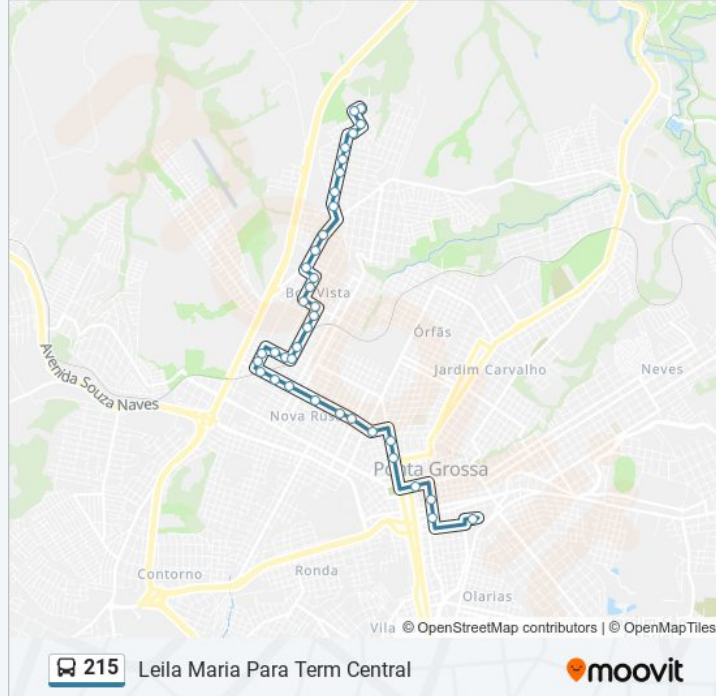 Boa Vista
Órfãs
Jardim Carvalho
Neves
Avenida Souza Naves
Nova Rússia
Ponta Grossa
Contorno
Ronda
Olarias
Vila
© OpenStreetMap contributors | © OpenMapTiles
215 Leila Maria Para Term Central
moovit